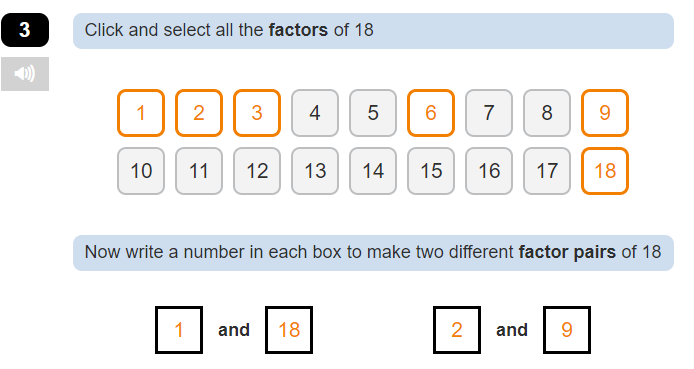 3
Click and select all the factors of 18
1 2 3 4 5 6 7 8 9
10 11 12 13 14 15 16 17 18
Now write a number in each box to make two different factor pairs of 18
1 and 18 2 and 9